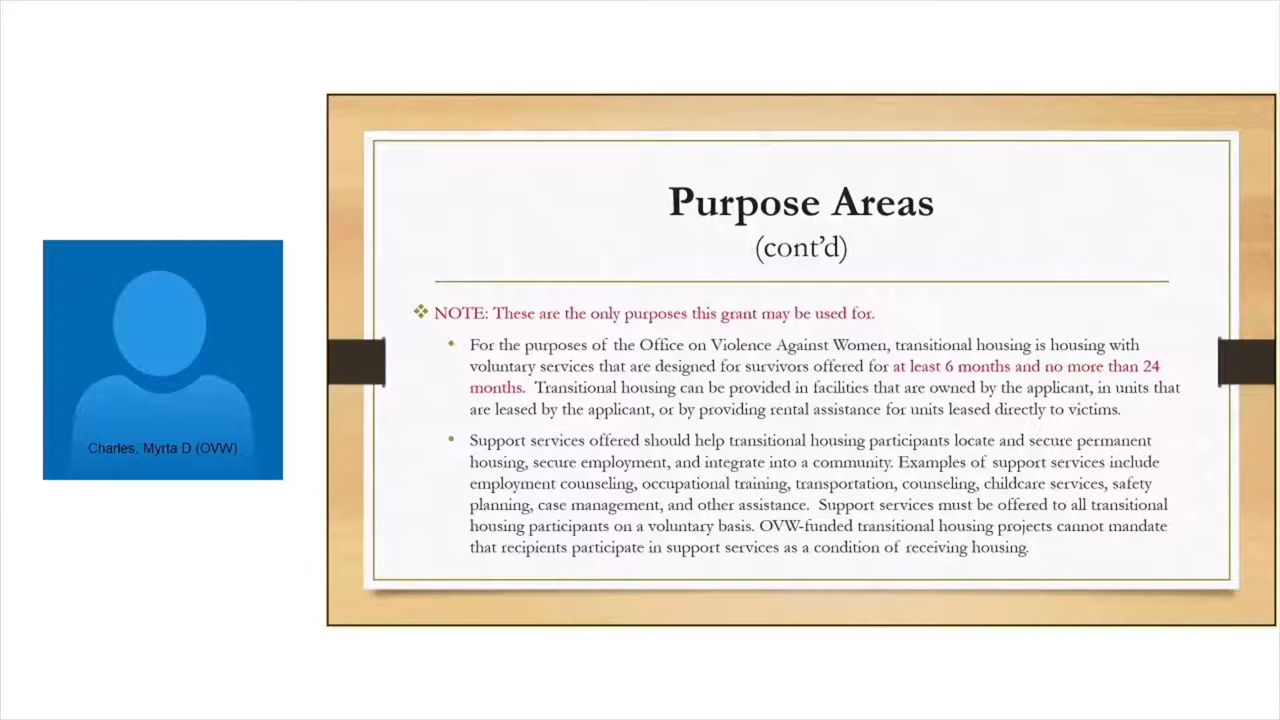 Purpose Areas
(cont'd)
NOTE: These are the only purposes this grant may be used for.
For the purposes of the Office on Violence Against Women, transitional housing is housing with
voluntary services that are designed for survivors offered for at least 6 months and no more than 24
months. Transitional housing can be provided in facilities that are owned by the applicant, in units that
are leased by the applicant, or by providing rental assistance for units leased directly to victims.
Support services offered should help transitional housing participants locate and secure permanent
housing, secure employment, and integrate into a community. Examples of support services include
employment counseling, occupational training, transportation, counseling, childcare services, safety
planning, case management, and other assistance. Support services must be offered to all transitional
housing participants on a voluntary basis. OVW-funded transitional housing projects cannot mandate
that recipients participate in support services as a condition of receiving housing.
Charles, Myrta D (OVW)